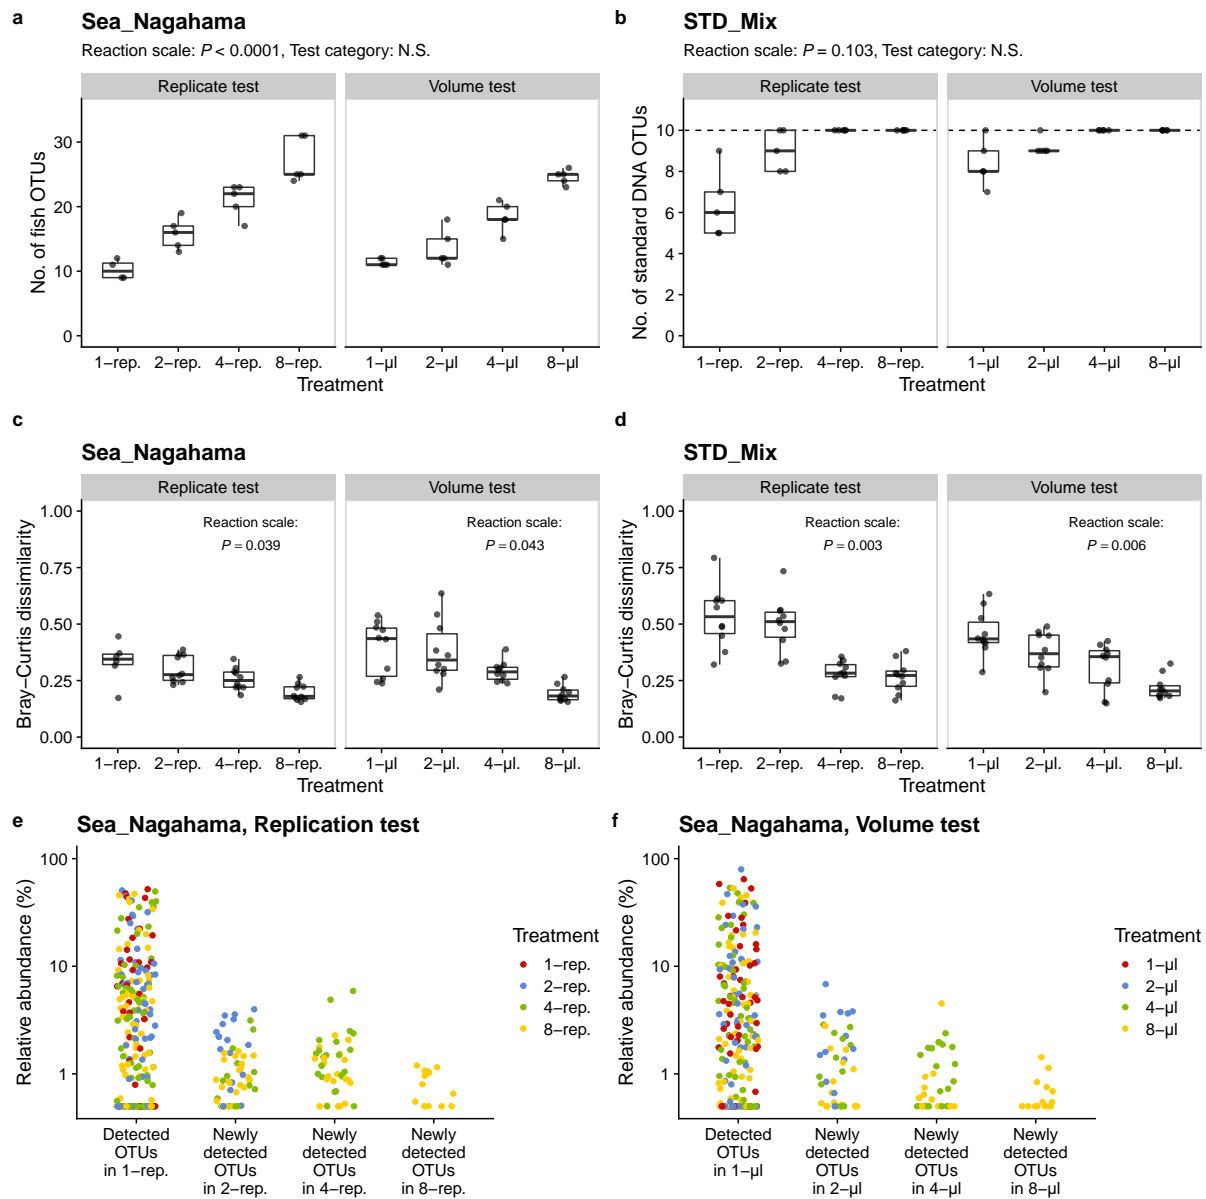 a
Sea_Nagahama
Reaction scale: P < 0.0001, Test category: N.S.
Replicate test
Volume test
No. of fish OTUs
30
20
10
0
1−rep.
2−rep.
4−rep.
8−rep.
1−µl
2−µl
4−µl
8−µl
Treatment
b
STD_Mix
Reaction scale: P = 0.103, Test category: N.S.
Replicate test
Volume test
No. of standard DNA OTUs
10
8
6
4
2
0
1−rep.
2−rep.
4−rep.
8−rep.
1−µl
2−µl
4−µl
8−µl
Treatment
c
Sea_Nagahama
Replicate test
Volume test
Reaction scale:
P = 0.039
Reaction scale:
P = 0.043
Bray−Curtis dissimilarity
1.00
0.75
0.50
0.25
0.00
1−rep.
2−rep.
4−rep.
8−rep.
1−µl
2−µl.
4−µl.
8−µl.
Treatment
d
STD_Mix
Replicate test
Volume test
Reaction scale:
P = 0.003
Reaction scale:
P = 0.006
Bray−Curtis dissimilarity
1.00
0.75
0.50
0.25
0.00
1−rep.
2−rep.
4−rep.
8−rep.
1−µl
2−µl.
4−µl.
8−µl.
Treatment
e
Sea_Nagahama, Replication test
Relative abundance (%)
100
10
1
Detected
OTUs
in 1−rep.
Newly
detected
OTUs
in 2−rep.
Newly
detected
OTUs
in 4−rep.
Newly
detected
OTUs
in 8−rep.
Treatment
1−rep.
2−rep.
4−rep.
8−rep.
f
Sea_Nagahama, Volume test
Relative abundance (%)
100
10
1
Detected
OTUs
in 1−µl
Newly
detected
OTUs
in 2−µl
Newly
detected
OTUs
in 4−µl
Newly
detected
OTUs
in 8−µl
Treatment
1−µl
2−µl
4−µl
8−µl